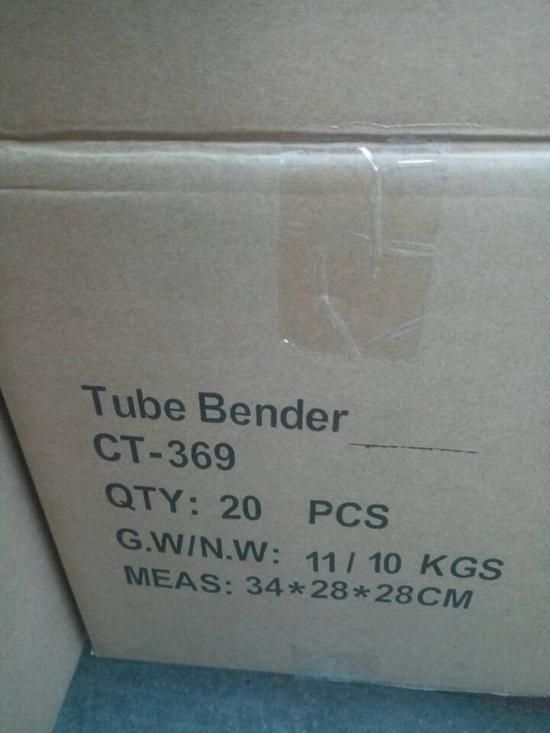 Tube Bender
CT-369
QTY: 20 PCS
G.W/N.W: 11/10 KGS
MEAS: 34*28*28CM